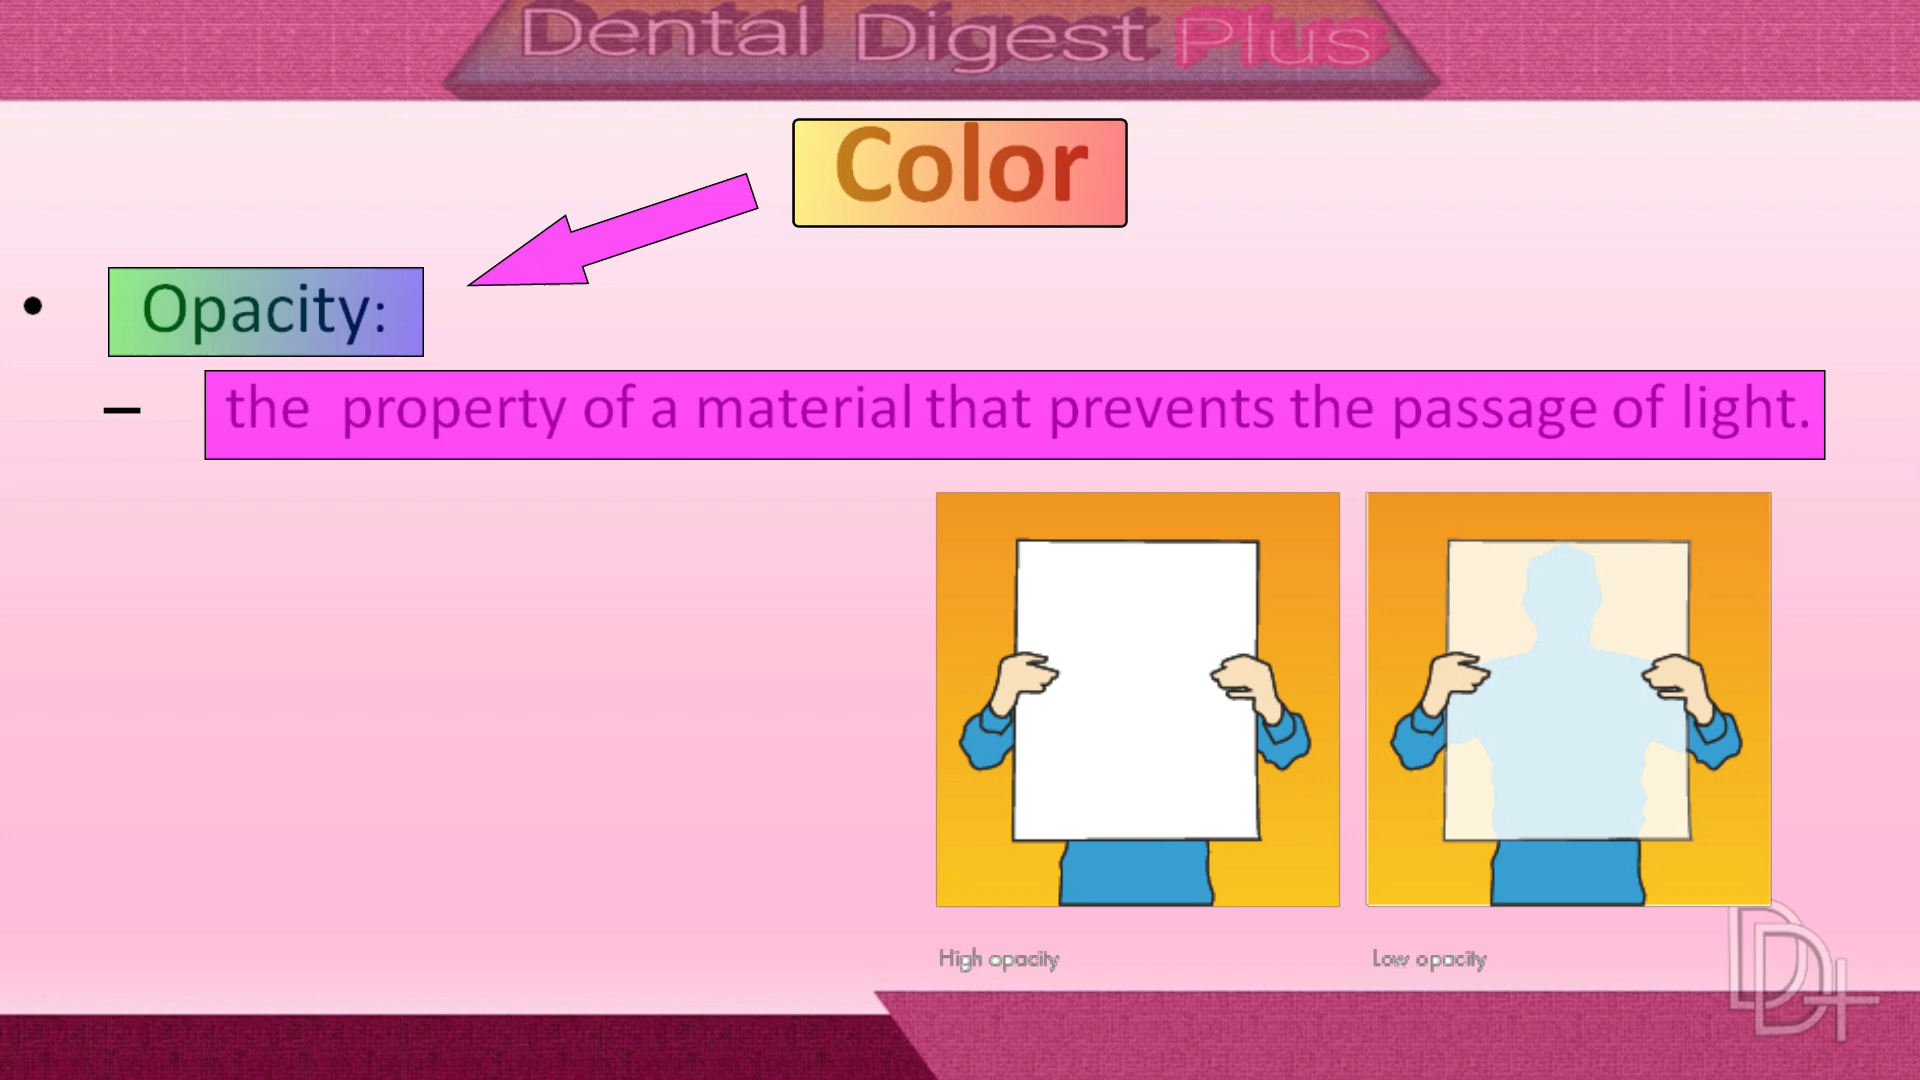 Dental Digest Plus
Color
• Opacity:
– the property of a material that prevents the passage of light.
High opacity
Low opacity
DD+